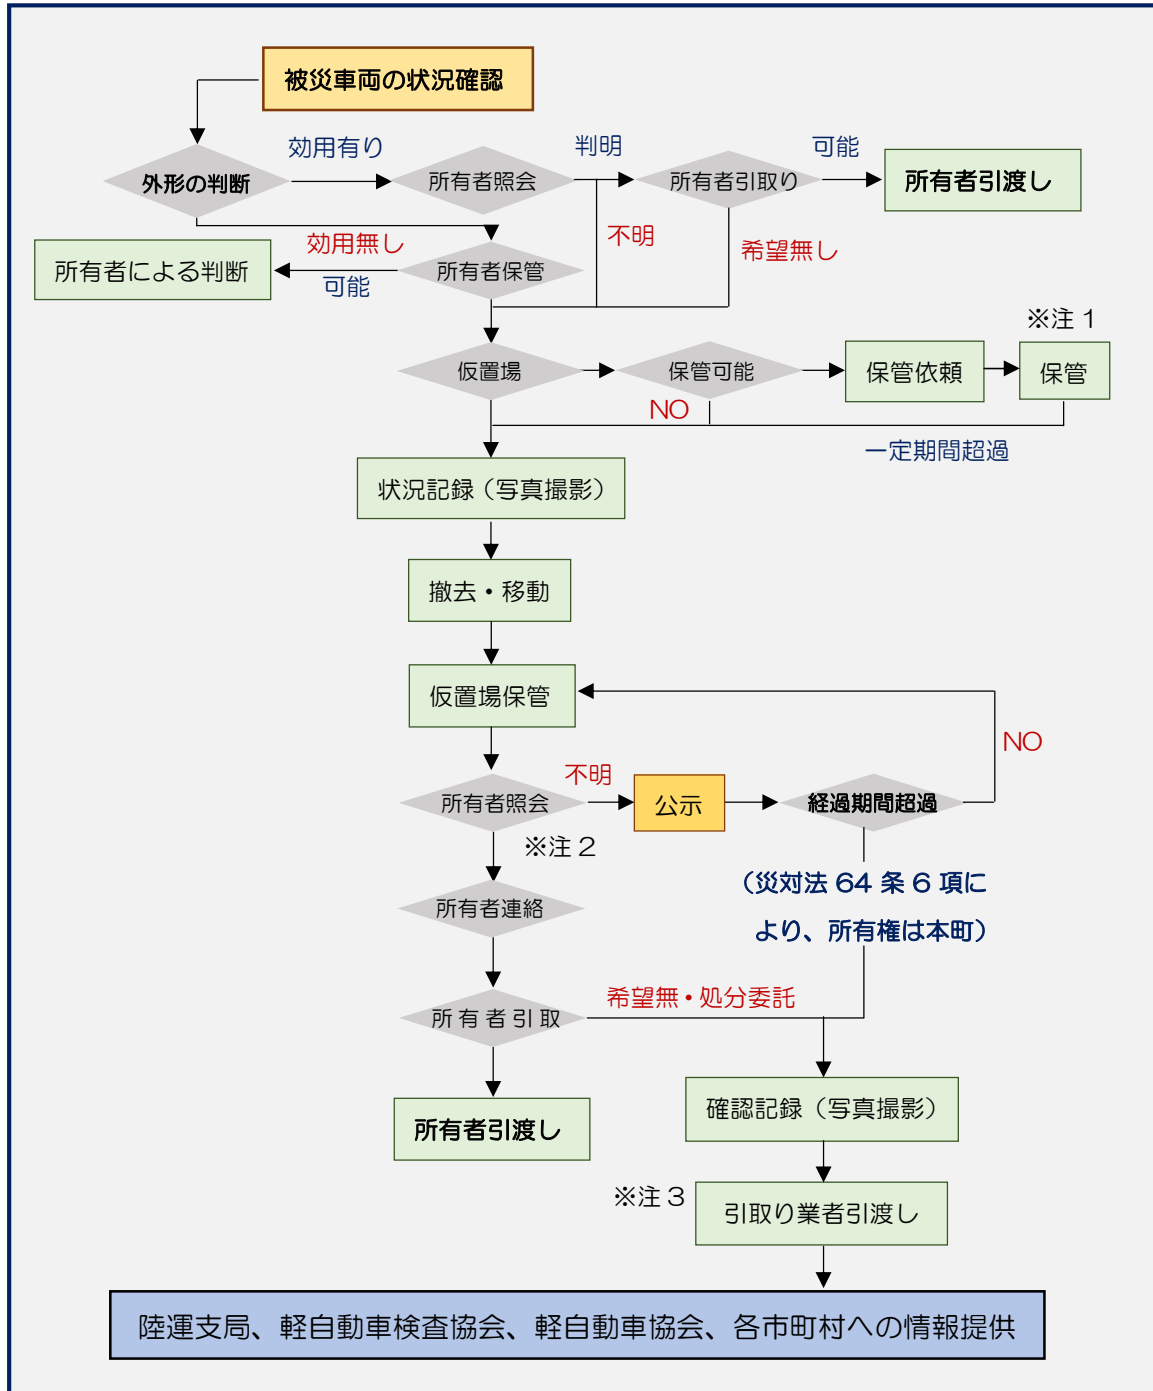 被災車両の状況確認
効用有り
判明
可能
外形の判断
所有者照会
所有者引取り
所有者引渡し
不明
効用無し
希望無し
所有者による判断
可能
所有者保管
※注１
仮置場
保管可能
保管依頼
保管
NO
一定期間超過
状況記録（写真撮影）
撤去・移動
仮置場保管
NO
不明
所有者照会
公示
経過期間超過
※注２
（災対法 64 条 6 項に
より、所有権は本町）
所有者連絡
希望無・処分委託
所 有 者 引 取
確認記録（写真撮影）
所有者引渡し
※注３
引取り業者引渡し
陸運支局、軽自動車検査協会、軽自動車協会、各市町村への情報提供